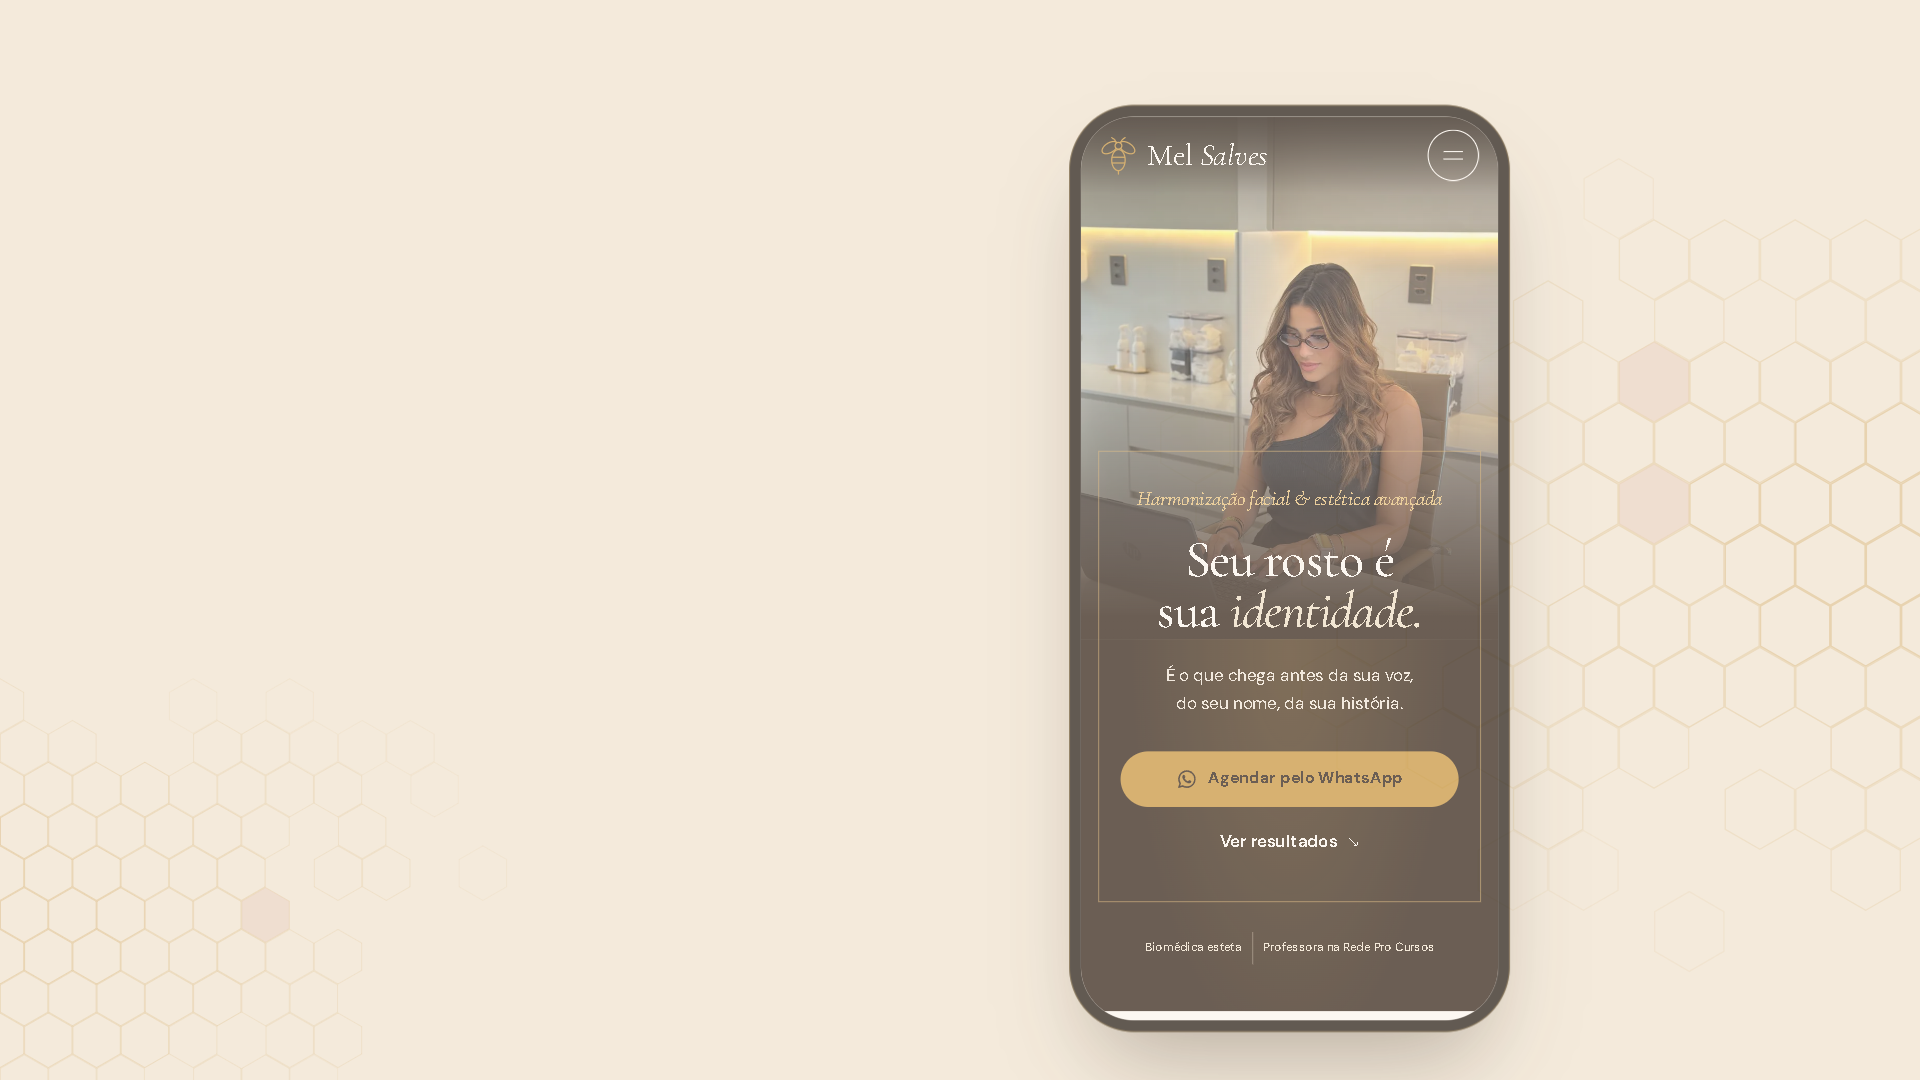 Mel Salves
Harmonização facial & estética avançada
Seu rosto é
sua identidade.
É o que chega antes da sua voz,
do seu nome, da sua história.
Agendar pelo WhatsApp
Ver resultados ↘
Biomédica esteta
Professora na Rede Pro Cursos